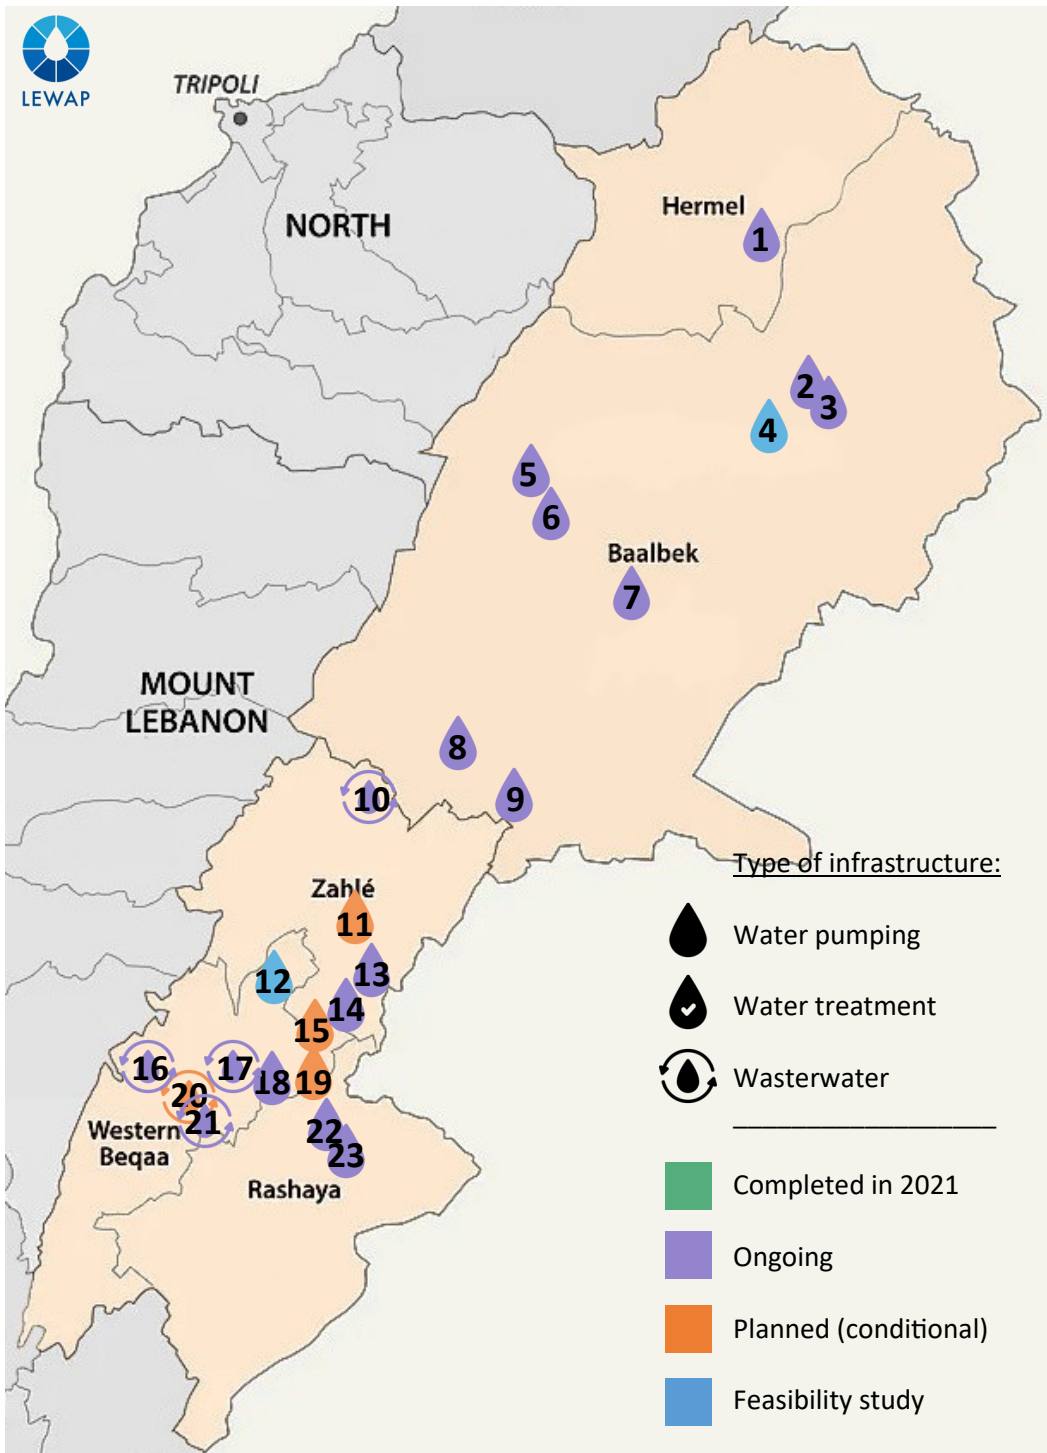 LEWAP
TRIPOLI
NORTH
Hermel
1
2
3
4
5
6
Baalbek
7
MOUNT
LEBANON
8
9
10
Zahlé
11
12
13
14
15
16
17
18
19
20
21
22
23
Western
Beqaa
Rashaya
Type of infrastructure:
Water pumping
Water treatment
Wasterwater
Completed in 2021
Ongoing
Planned (conditional)
Feasibility study